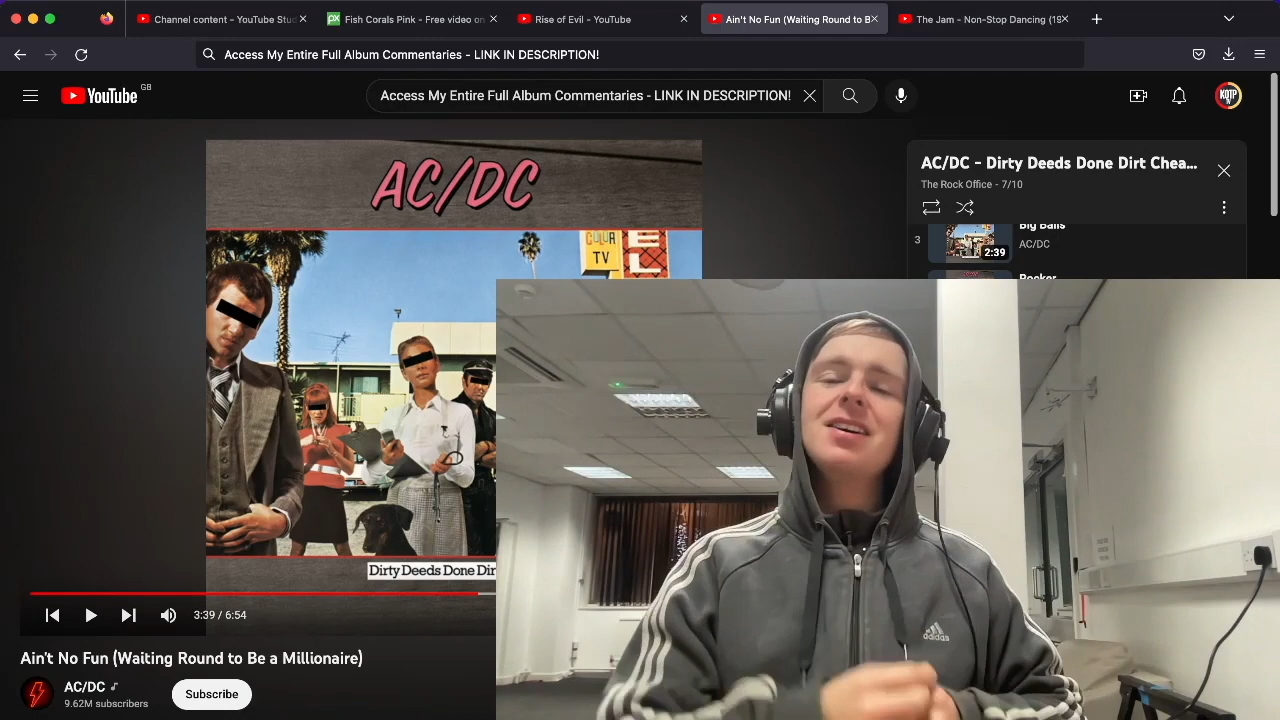 Channel content - YouTube Stud
Fish Corals Pink - Free video on
Rise of Evil - YouTube
Ain't No Fun (Waiting Round to B
The Jam - Non-Stop Dancing (19
Access My Entire Full Album Commentaries - LINK IN DESCRIPTION!
YouTube GB
Access My Entire Full Album Commentaries - LINK IN DESCRIPTION!
KOTP
AC/DC
COLOR
TV
EL
Dirty Deeds Done Dir
AC/DC - Dirty Deeds Done Dirt Chea...
The Rock Office - 7/10
3
Big Balls
AC/DC
2:39
Rocker
adidas
3:39 / 6:54
Ain't No Fun (Waiting Round to Be a Millionaire)
AC/DC
9.62M subscribers
Subscribe